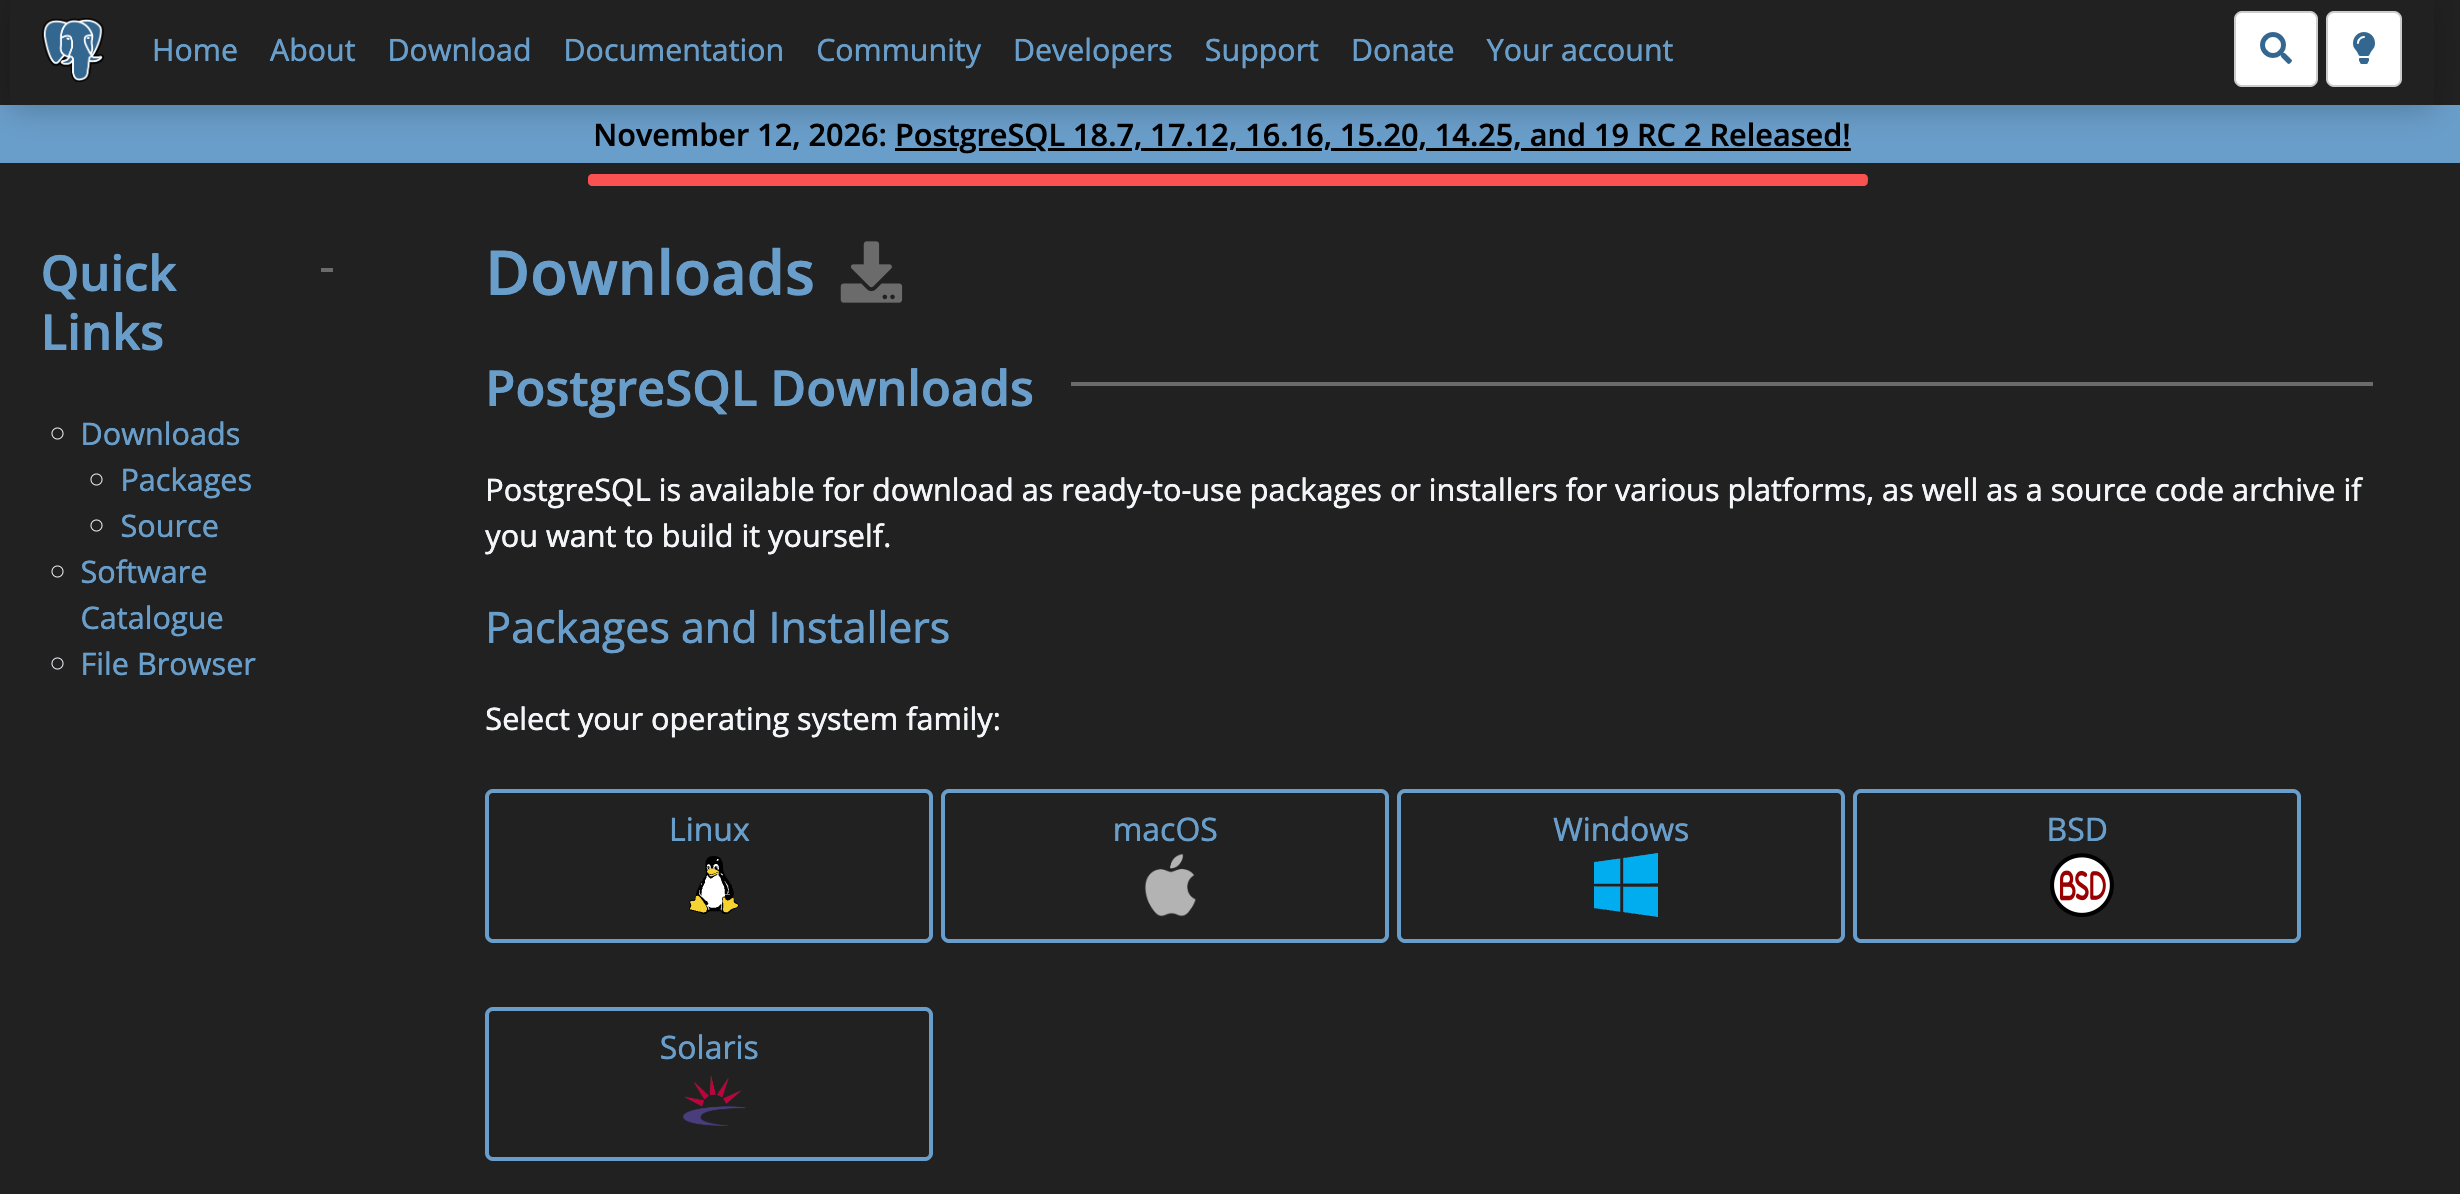 Home About Download Documentation Community Developers Support Donate Your account
November 12, 2026: PostgreSQL 18.7, 17.12, 16.16, 15.20, 14.25, and 19 RC 2 Released!
Quick
Links
Downloads
Packages
Source
Software
Catalogue
File Browser
Downloads
PostgreSQL Downloads
PostgreSQL is available for download as ready-to-use packages or installers for various platforms, as well as a source code archive if
you want to build it yourself.
Packages and Installers
Select your operating system family:
Linux
macOS
Windows
BSD
BSD
Solaris